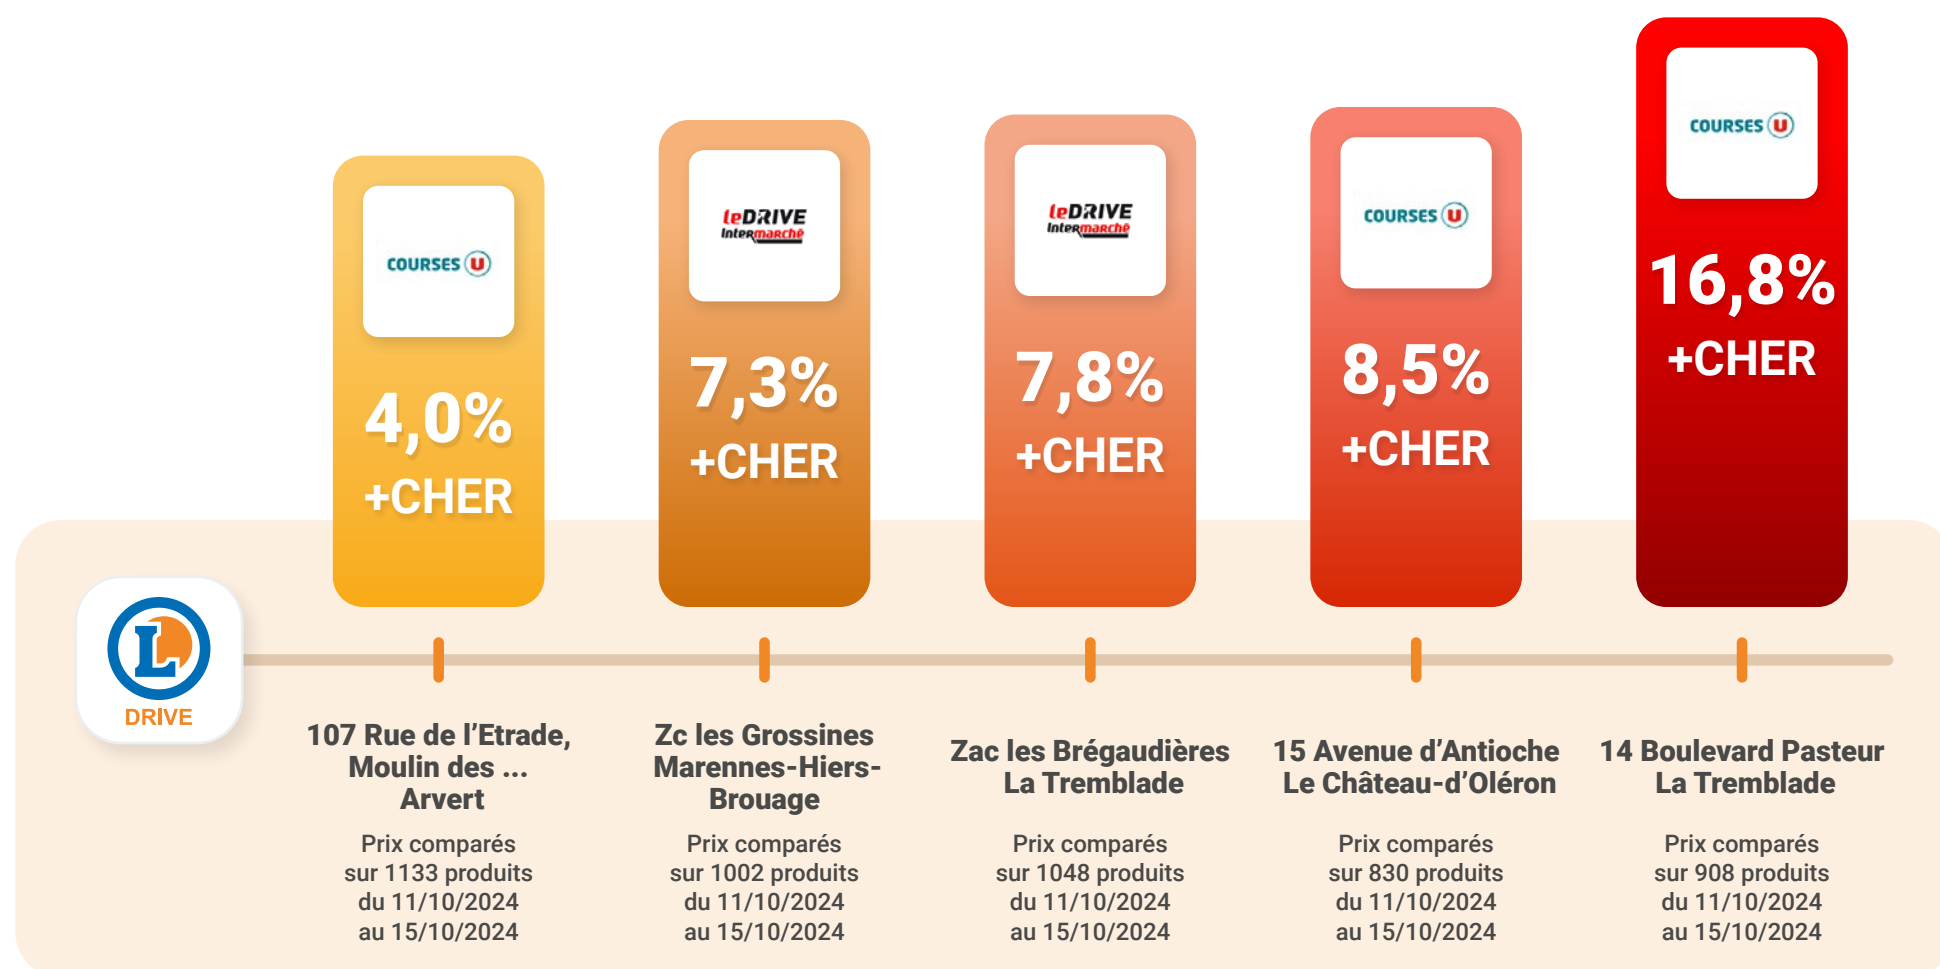 COURSES U
4,0%
+CHER
leDRIVE
Intermarché
7,3%
+CHER
leDRIVE
Intermarché
7,8%
+CHER
COURSES U
8,5%
+CHER
COURSES U
16,8%
+CHER
L
DRIVE
107 Rue de l’Etrade,
Moulin des ...
Arvert
Prix comparés
sur 1133 produits
du 11/10/2024
au 15/10/2024
Zc les Grossines
Marennes-Hiers-
Brouage
Prix comparés
sur 1002 produits
du 11/10/2024
au 15/10/2024
Zac les Brégaudières
La Tremblade
Prix comparés
sur 1048 produits
du 11/10/2024
au 15/10/2024
15 Avenue d’Antioche
Le Château-d’Oléron
Prix comparés
sur 830 produits
du 11/10/2024
au 15/10/2024
14 Boulevard Pasteur
La Tremblade
Prix comparés
sur 908 produits
du 11/10/2024
au 15/10/2024